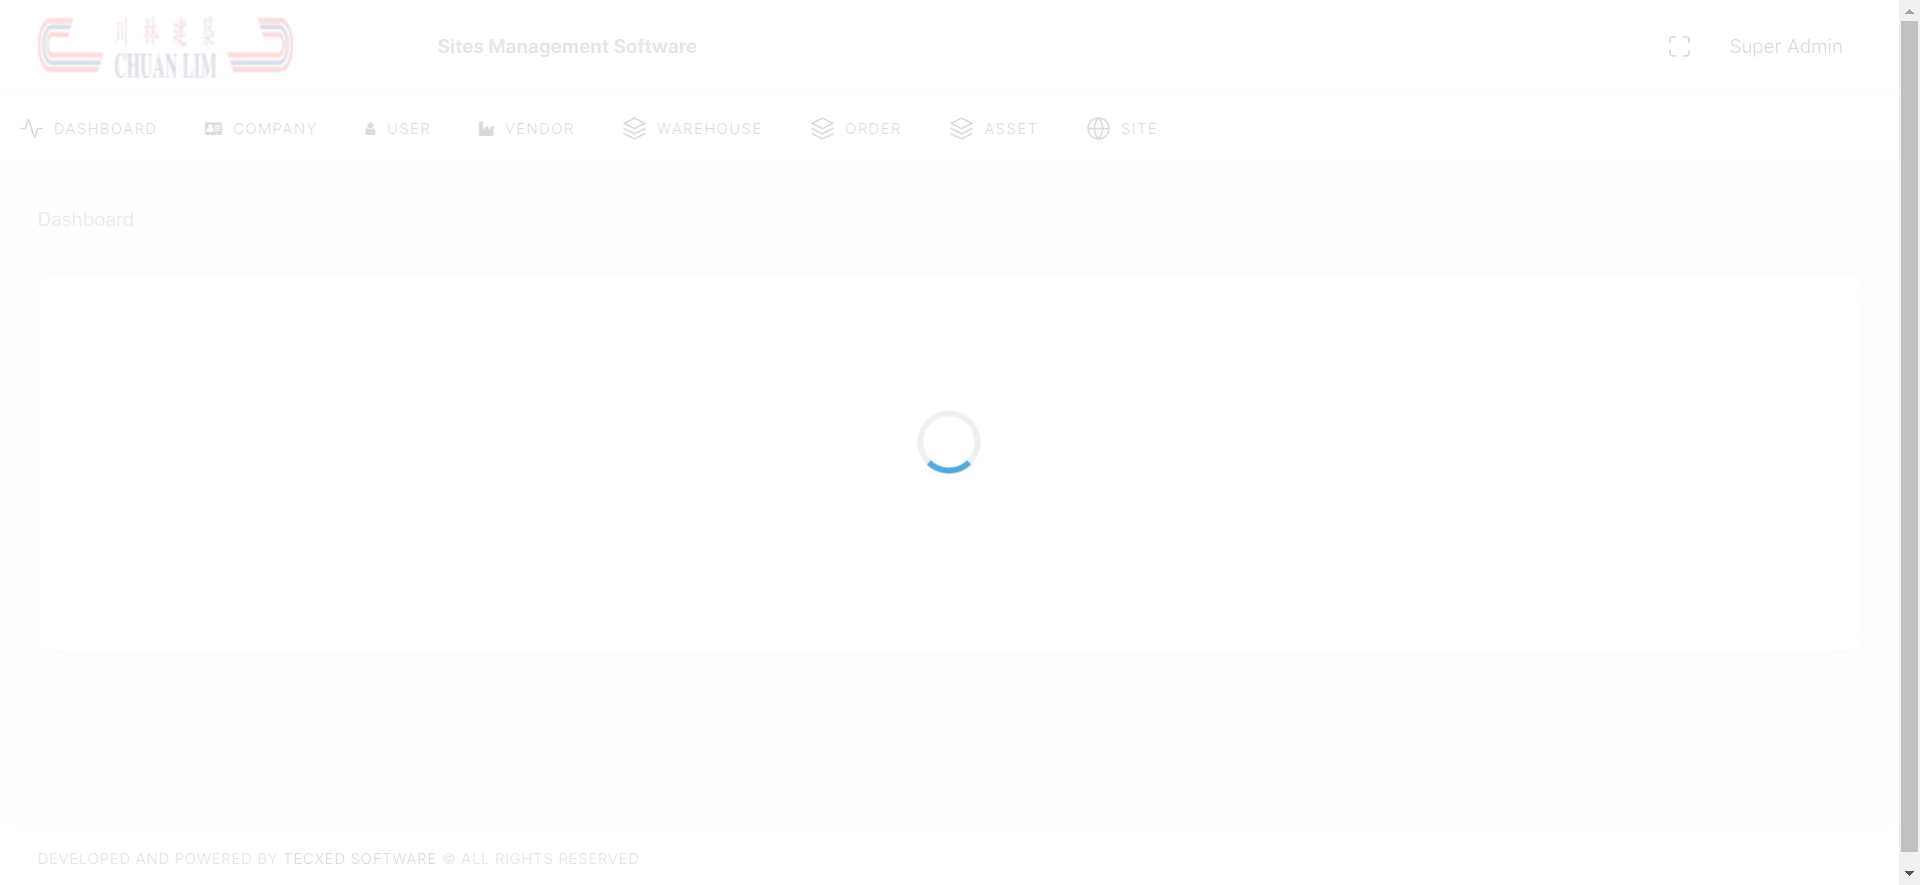 川林建築
CHUAN LIM
Sites Management Software
Super Admin
DASHBOARD
COMPANY
USER
VENDOR
WAREHOUSE
ORDER
ASSET
SITE
Dashboard
DEVELOPED AND POWERED BY TECXED SOFTWARE © ALL RIGHTS RESERVED